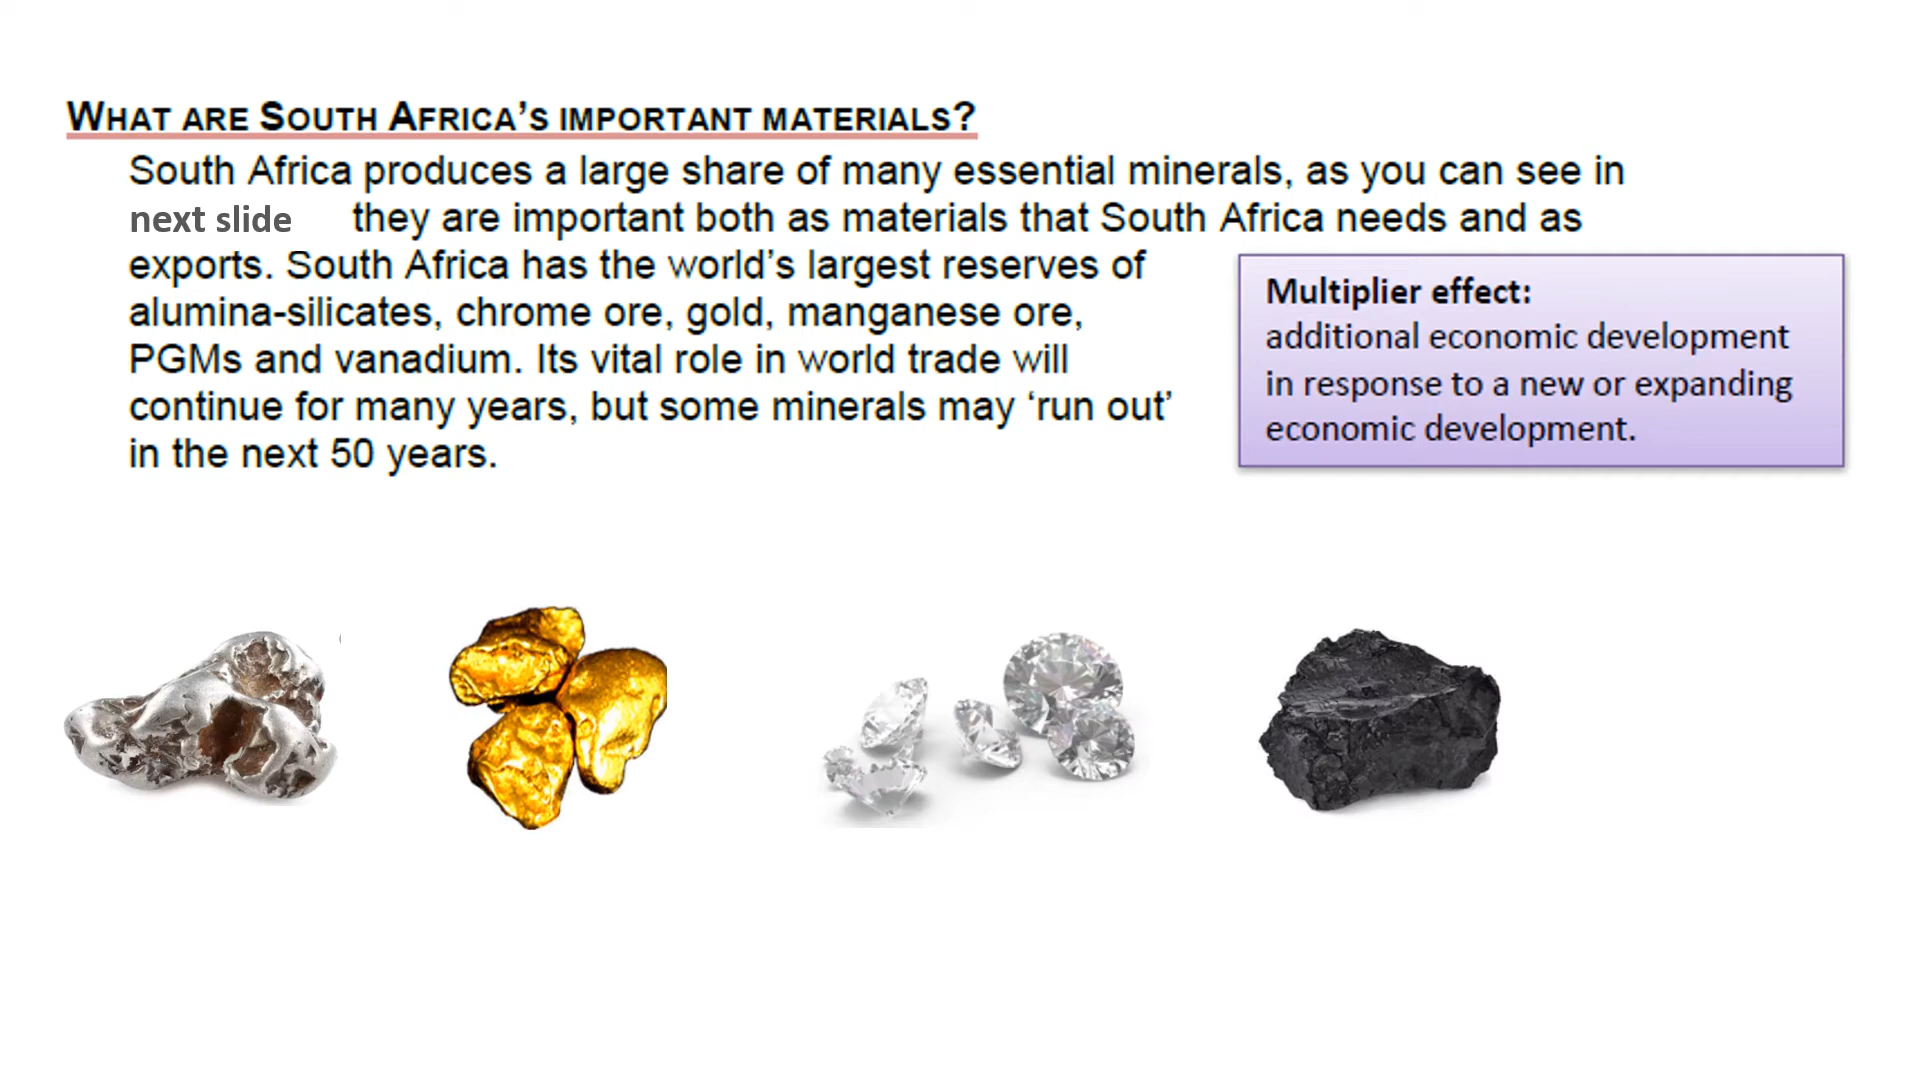 WHAT ARE SOUTH AFRICA’S IMPORTANT MATERIALS?
South Africa produces a large share of many essential minerals, as you can see in
next slide they are important both as materials that South Africa needs and as
exports. South Africa has the world’s largest reserves of
alumina-silicates, chrome ore, gold, manganese ore,
PGMs and vanadium. Its vital role in world trade will
continue for many years, but some minerals may ‘run out’
in the next 50 years.
Multiplier effect:
additional economic development
in response to a new or expanding
economic development.